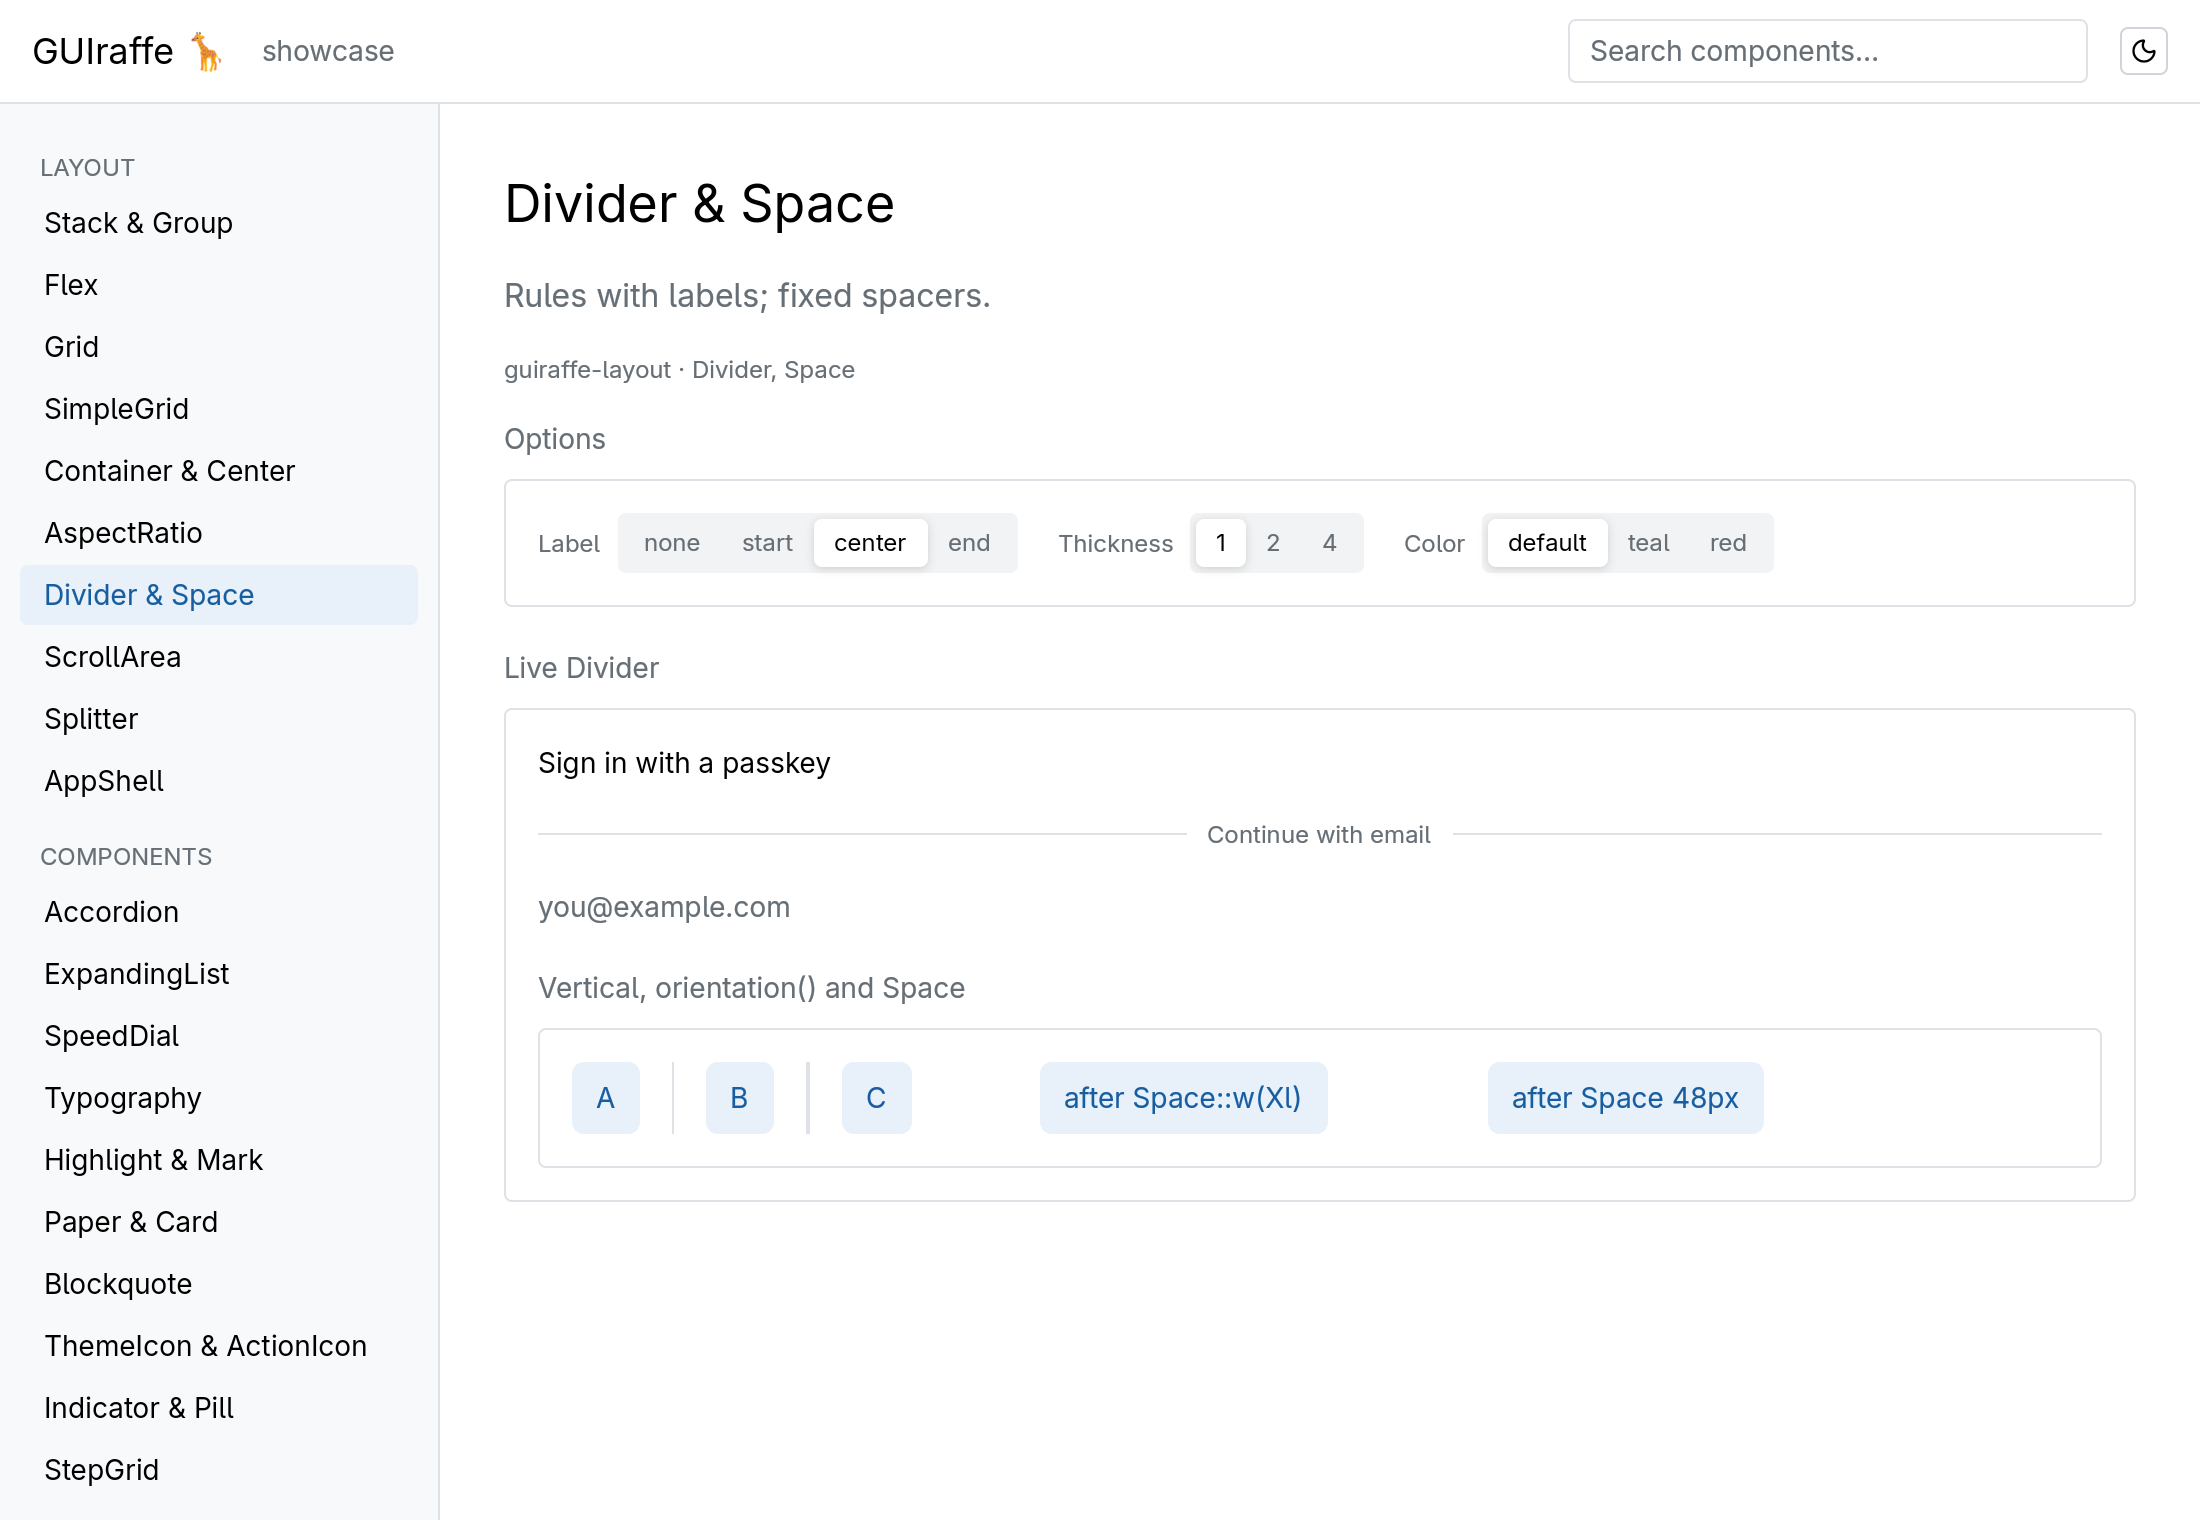 GUIraffe 🦒 showcase Search components...
LAYOUT
Stack & Group
Flex
Grid
SimpleGrid
Container & Center
AspectRatio
Divider & Space
ScrollArea
Splitter
AppShell
COMPONENTS
Accordion
ExpandingList
SpeedDial
Typography
Highlight & Mark
Paper & Card
Blockquote
ThemeIcon & ActionIcon
Indicator & Pill
StepGrid
Divider & Space
Rules with labels; fixed spacers.
guiraffe-layout · Divider, Space
Options
Label none start center end Thickness 1 2 4 Color default teal red
Live Divider
Sign in with a passkey
Continue with email
you@example.com
Vertical, orientation() and Space
A B C after Space::w(Xl) after Space 48px